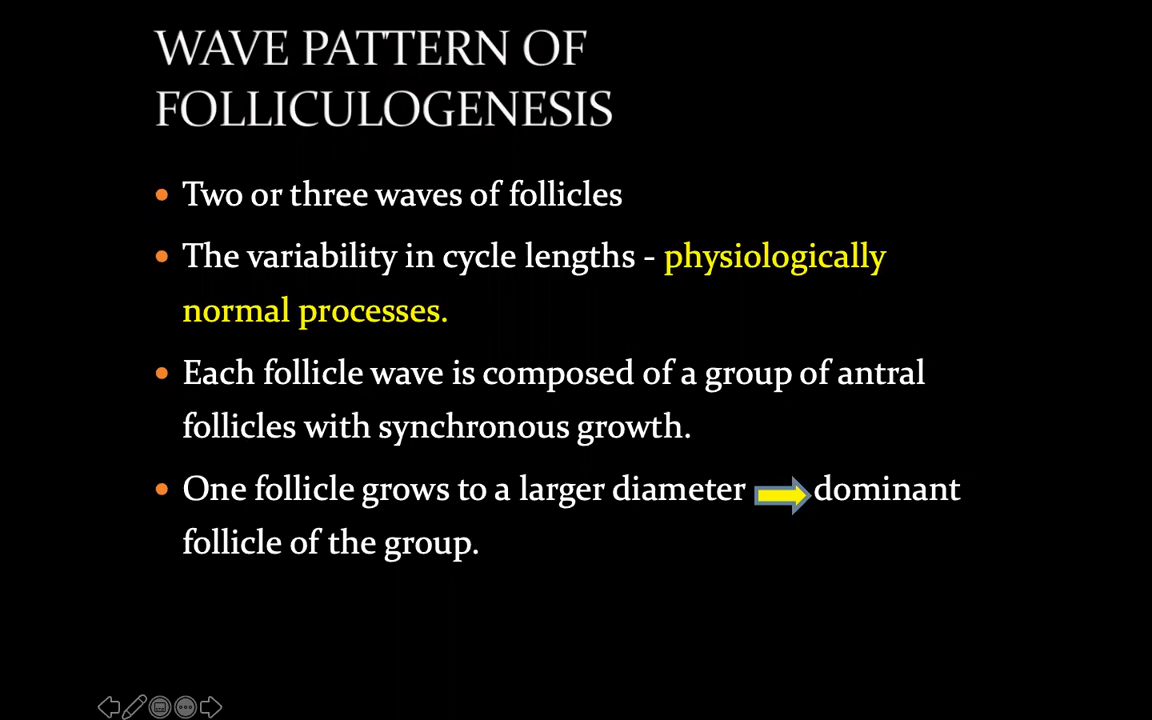 WAVE PATTERN OF
FOLLICULOGENESIS
Two or three waves of follicles
The variability in cycle lengths - physiologically
normal processes.
Each follicle wave is composed of a group of antral
follicles with synchronous growth.
One follicle grows to a larger diameter dominant
follicle of the group.